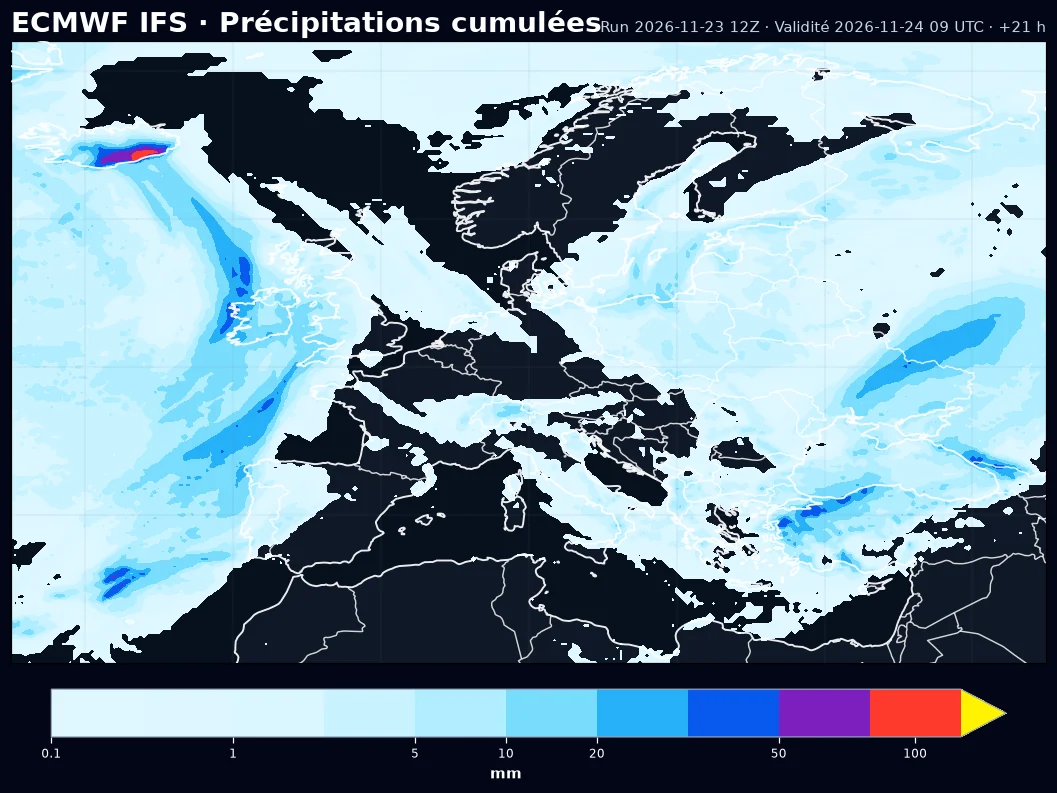 ECMWF IFS · Précipitations cumulées
Run 2026-11-23 12Z · Validité 2026-11-24 09 UTC · +21 h
0.1 1 5 10 20 50 100
mm